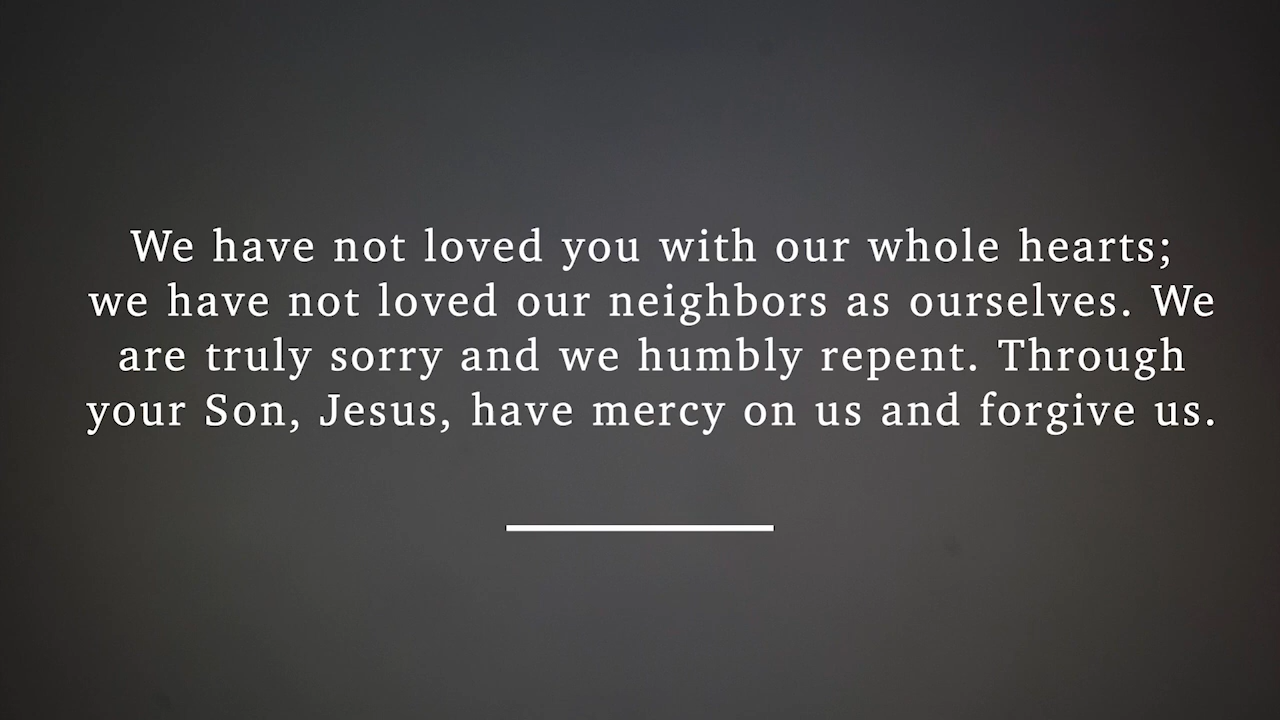 We have not loved you with our whole hearts;
we have not loved our neighbors as ourselves. We
are truly sorry and we humbly repent. Through
your Son, Jesus, have mercy on us and forgive us.